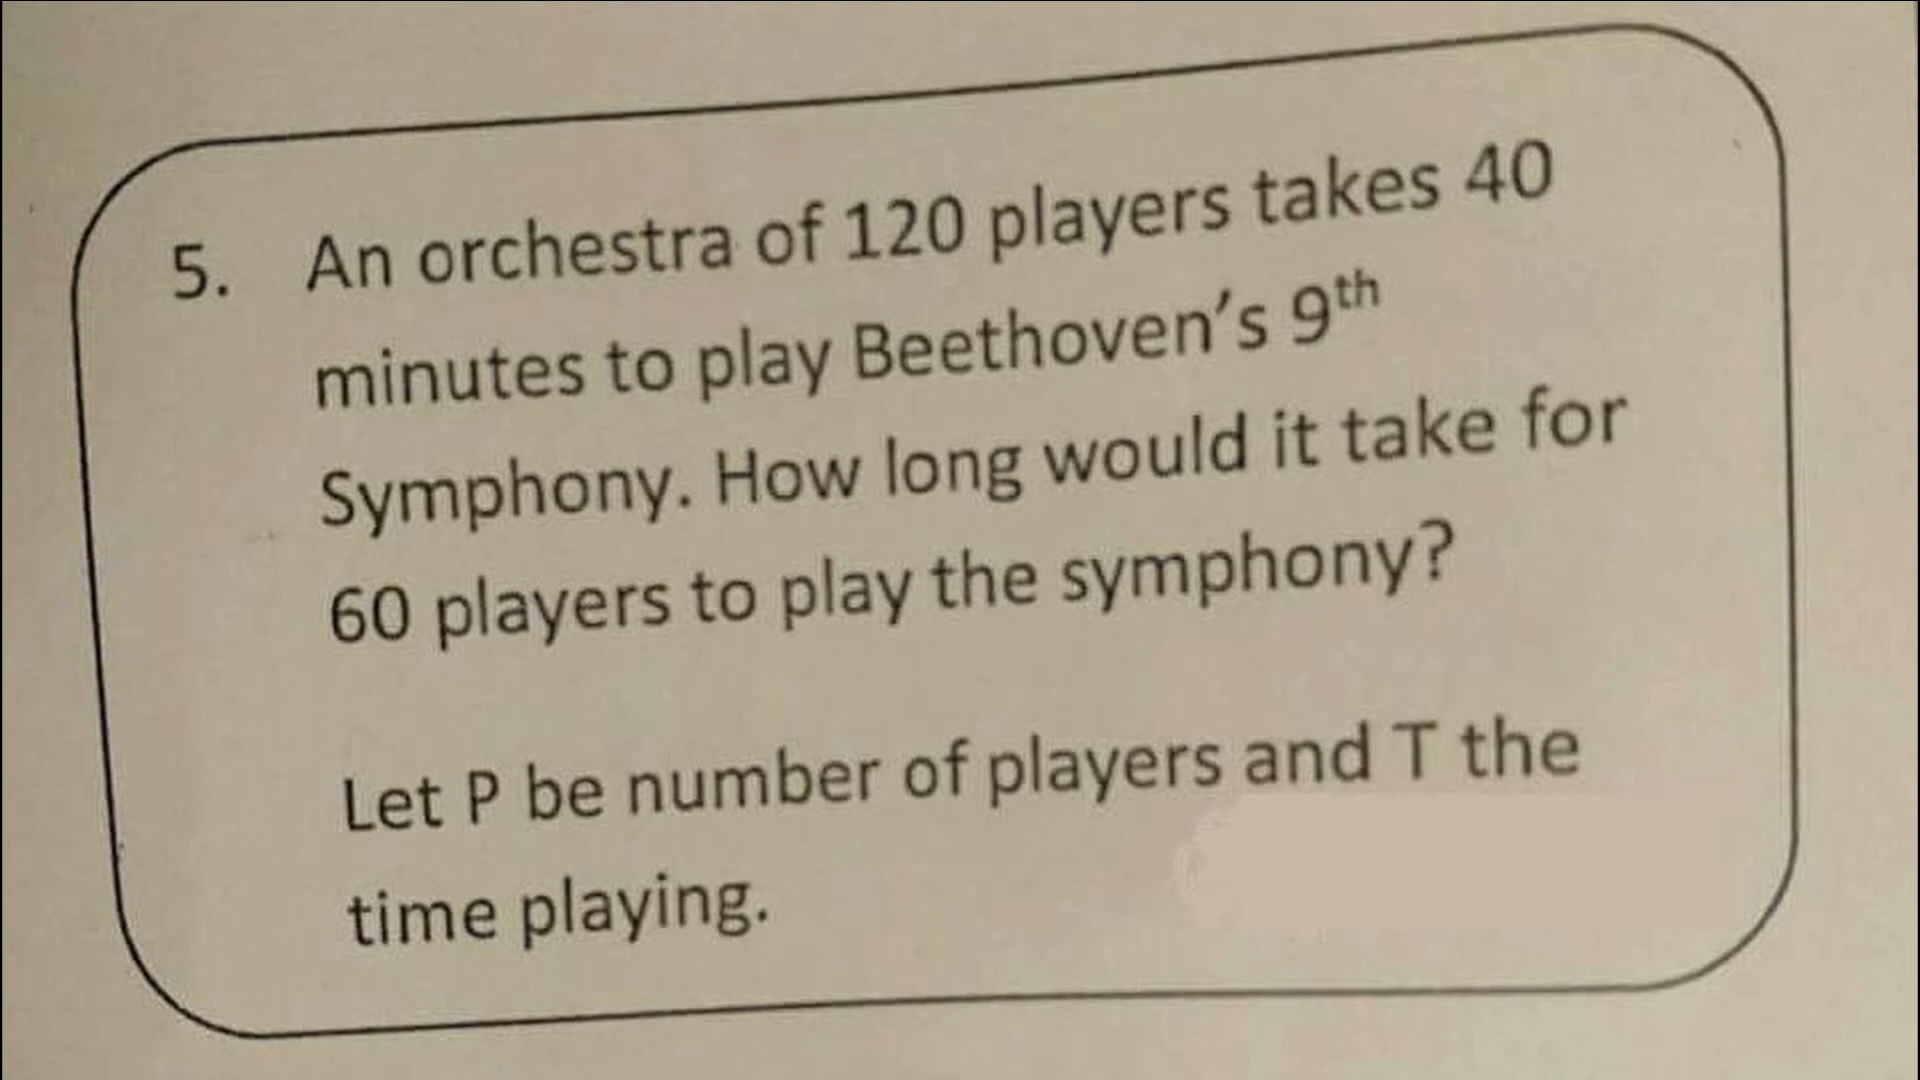 5. An orchestra of 120 players takes 40
minutes to play Beethoven's 9th
Symphony. How long would it take for
60 players to play the symphony?
Let P be number of players and T the
time playing.